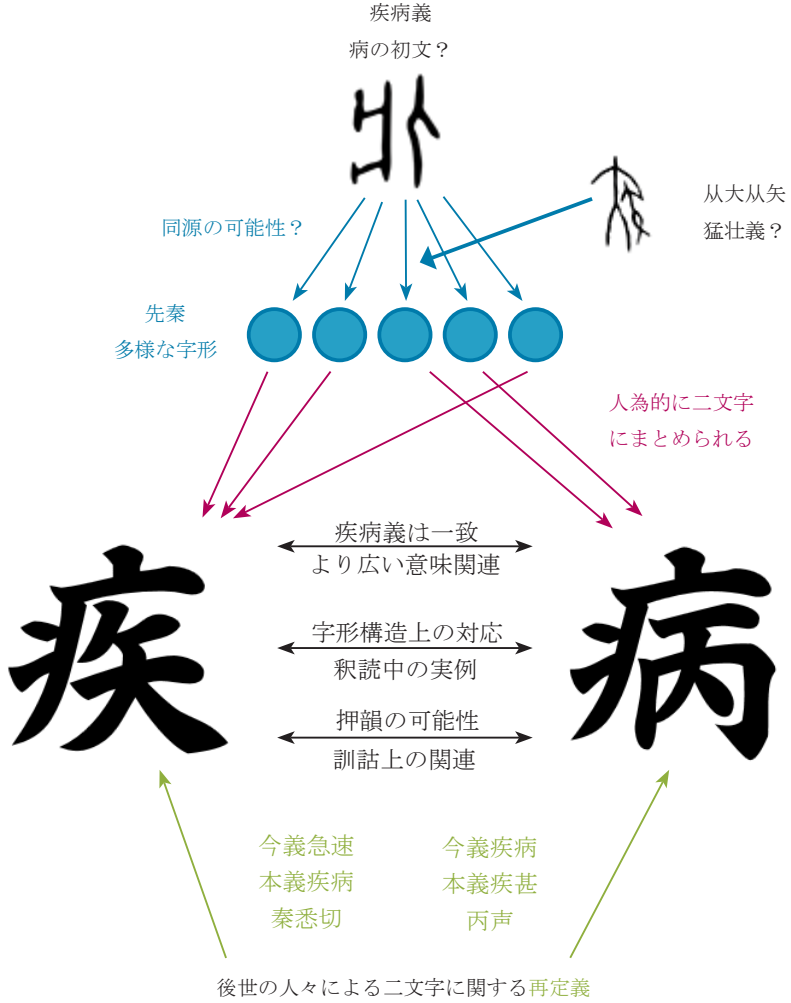 疾病義
病の初文？
从大从矢
猛壮義？
同源の可能性？
先秦
多様な字形
人為的に二文字
にまとめられる
疾病義は一致
より広い意味関連
疾
病
字形構造上の対応
釈読中の実例
押韻の可能性
訓詁上の関連
今義急速
本義疾病
秦悉切
今義疾病
本義疾甚
丙声
後世の人々による二文字に関する再定義